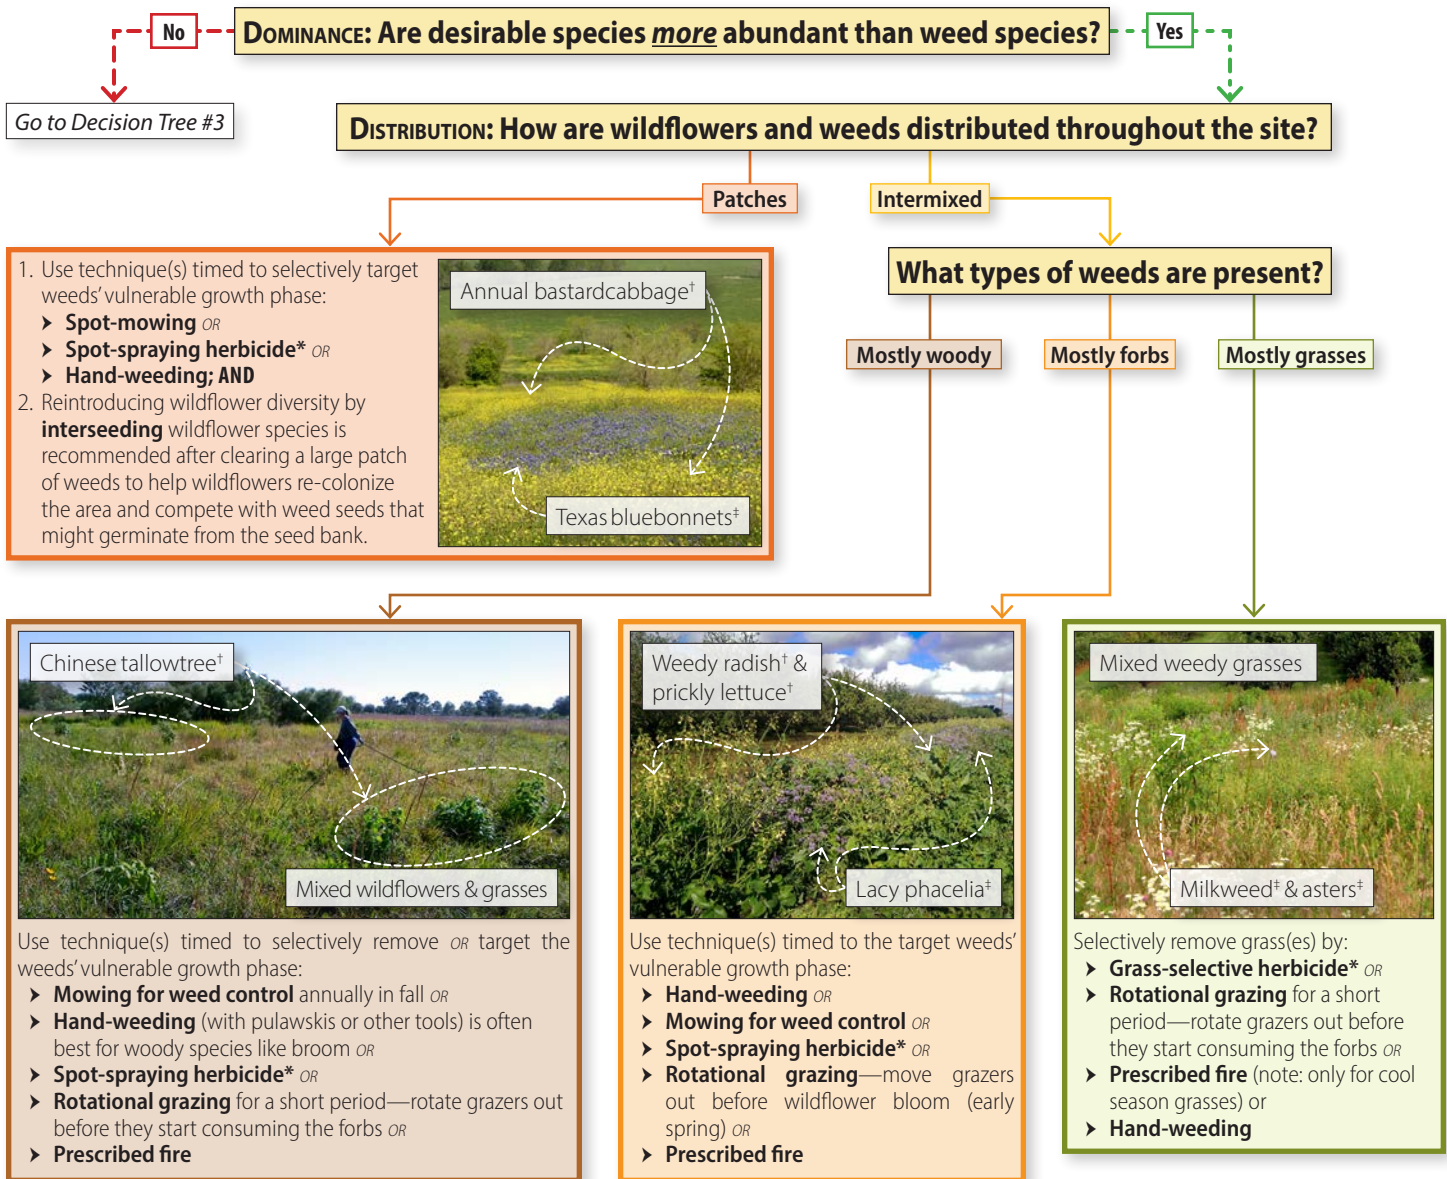 No
DOMINANCE: Are desirable species more abundant than weed species?
Yes
Go to Decision Tree #3
DISTRIBUTION: How are wildflowers and weeds distributed throughout the site?
Patches
Intermixed
1. Use technique(s) timed to selectively target
weeds’ vulnerable growth phase:
➤ Spot-mowing OR
➤ Spot-spraying herbicide* OR
➤ Hand-weeding; AND
2. Reintroducing wildflower diversity by
interseeding wildflower species is
recommended after clearing a large patch
of weeds to help wildflowers re-colonize
the area and compete with weed seeds that
might germinate from the seed bank.
Annual bastardcabbage†
Texas bluebonnets‡
What types of weeds are present?
Mostly woody
Mostly forbs
Mostly grasses
Chinese tallowtree†
Mixed wildflowers & grasses
Use technique(s) timed to selectively remove OR target the
weeds’ vulnerable growth phase:
➤ Mowing for weed control annually in fall OR
➤ Hand-weeding (with pulawskis or other tools) is often
best for woody species like broom OR
➤ Spot-spraying herbicide* OR
➤ Rotational grazing for a short period—rotate grazers out
before they start consuming the forbs OR
➤ Prescribed fire
Weedy radish† &
prickly lettuce†
Lacy phacelia‡
Use technique(s) timed to the target weeds’
vulnerable growth phase:
➤ Hand-weeding OR
➤ Mowing for weed control OR
➤ Spot-spraying herbicide* OR
➤ Rotational grazing—move grazers
out before wildflower bloom (early
spring) OR
➤ Prescribed fire
Mixed weedy grasses
Milkweed‡ & asters‡
Selectively remove grass(es) by:
➤ Grass-selective herbicide* OR
➤ Rotational grazing for a short
period—rotate grazers out before
they start consuming the forbs OR
➤ Prescribed fire (note: only for cool
season grasses) or
➤ Hand-weeding